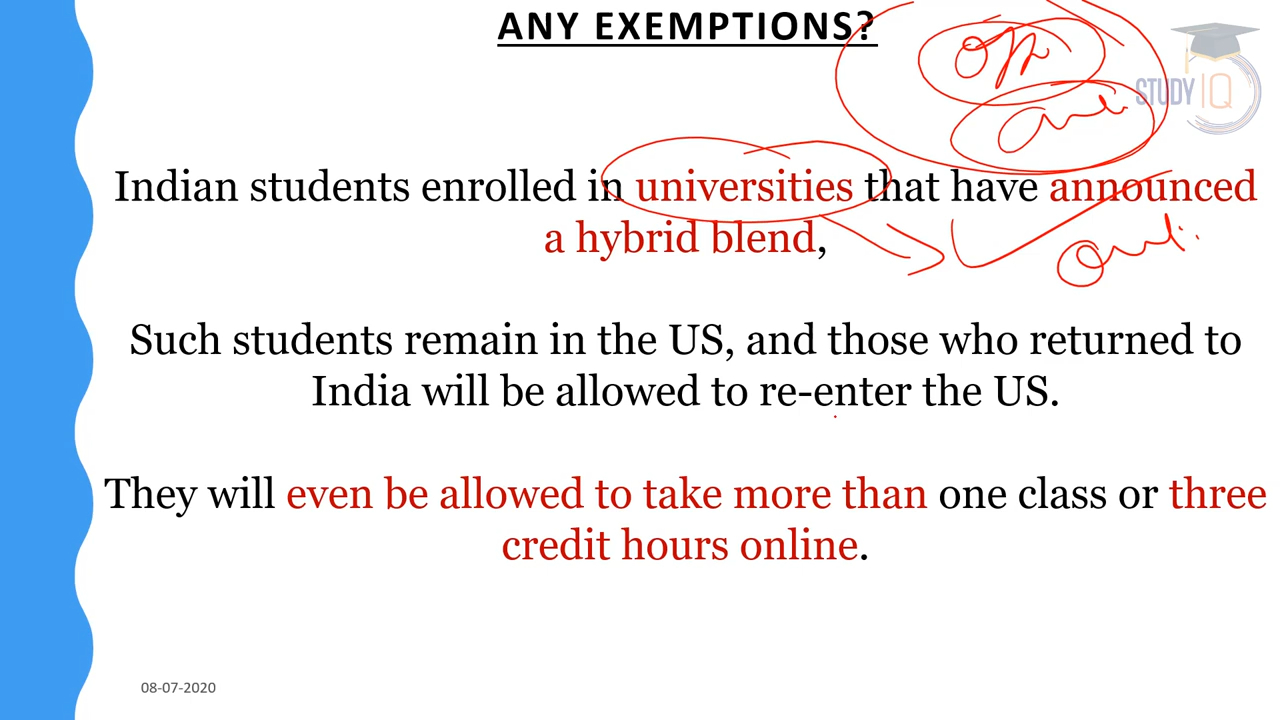 ANY EXEMPTIONS?
STUDY IQ
Indian students enrolled in universities that have announced
a hybrid blend,
Such students remain in the US, and those who returned to
India will be allowed to re-enter the US.
They will even be allowed to take more than one class or three
credit hours online.
08-07-2020